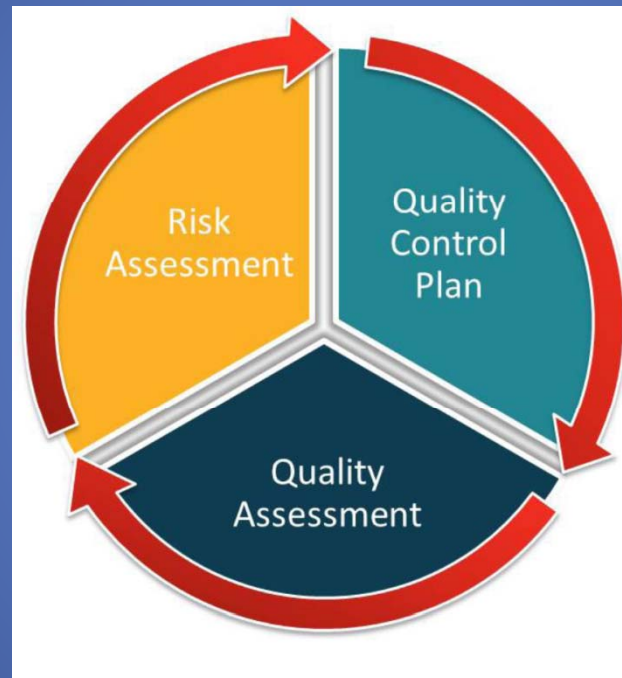 Risk
Assessment
Quality
Control
Plan
Quality
Assessment